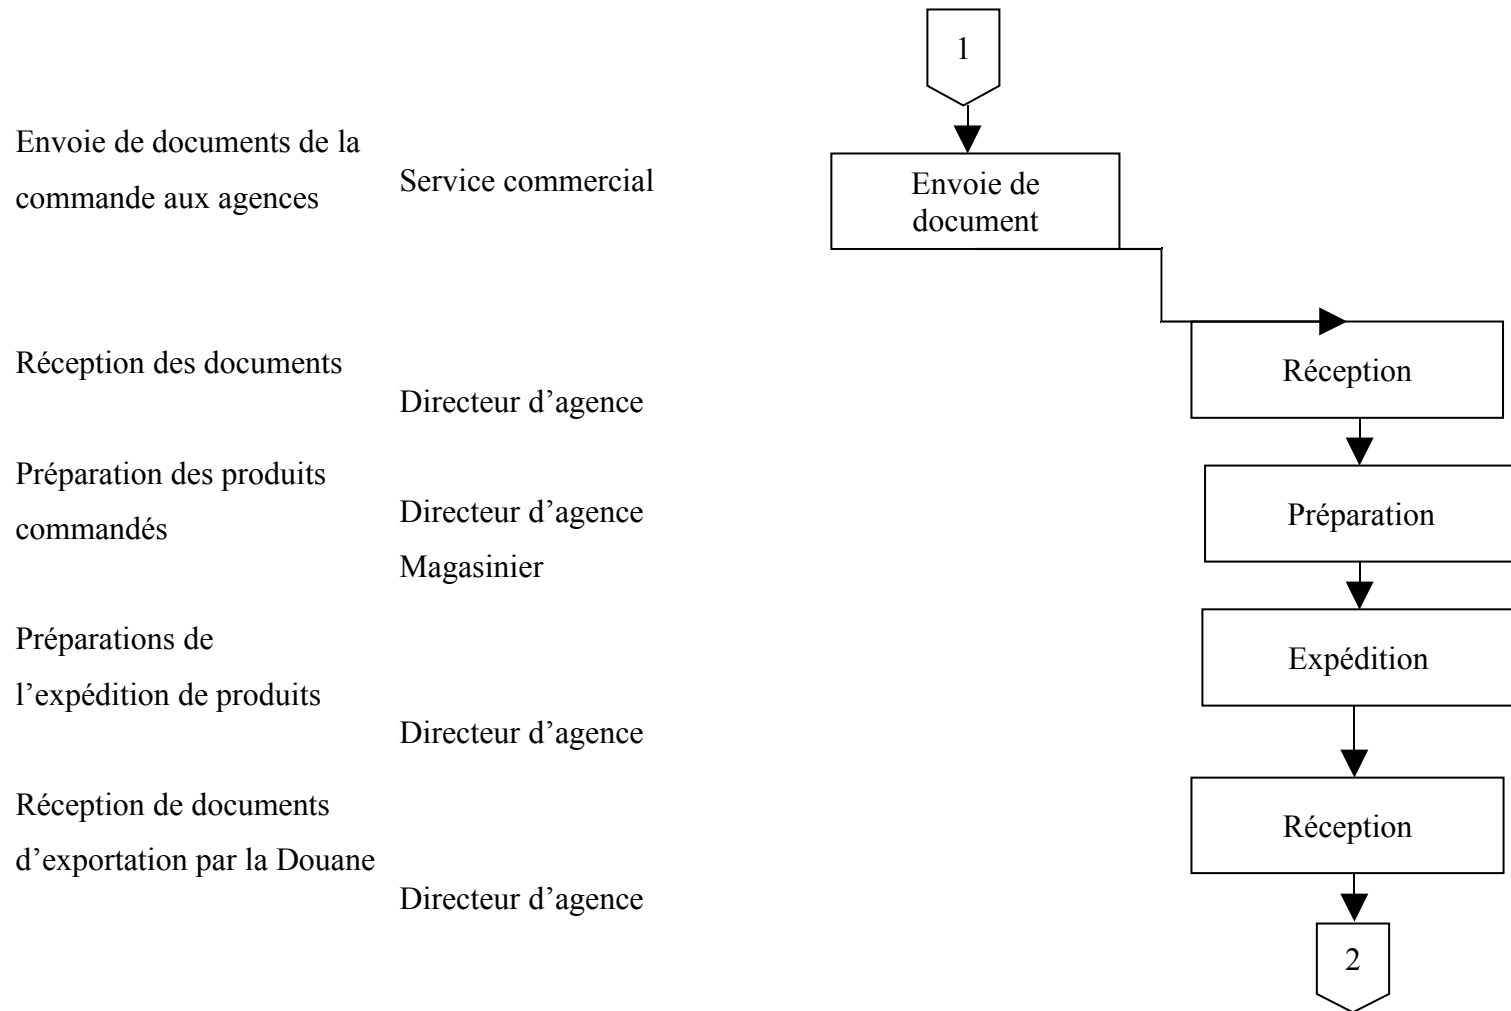 1
Envoie de documents de la
commande aux agences
Service commercial
Envoie de
document
Réception des documents
Directeur d’agence
Réception
Préparation des produits
commandés
Directeur d’agence
Magasinier
Préparation
Préparations de
l’expédition de produits
Directeur d’agence
Expédition
Réception de documents
d’exportation par la Douane
Directeur d’agence
Réception
2